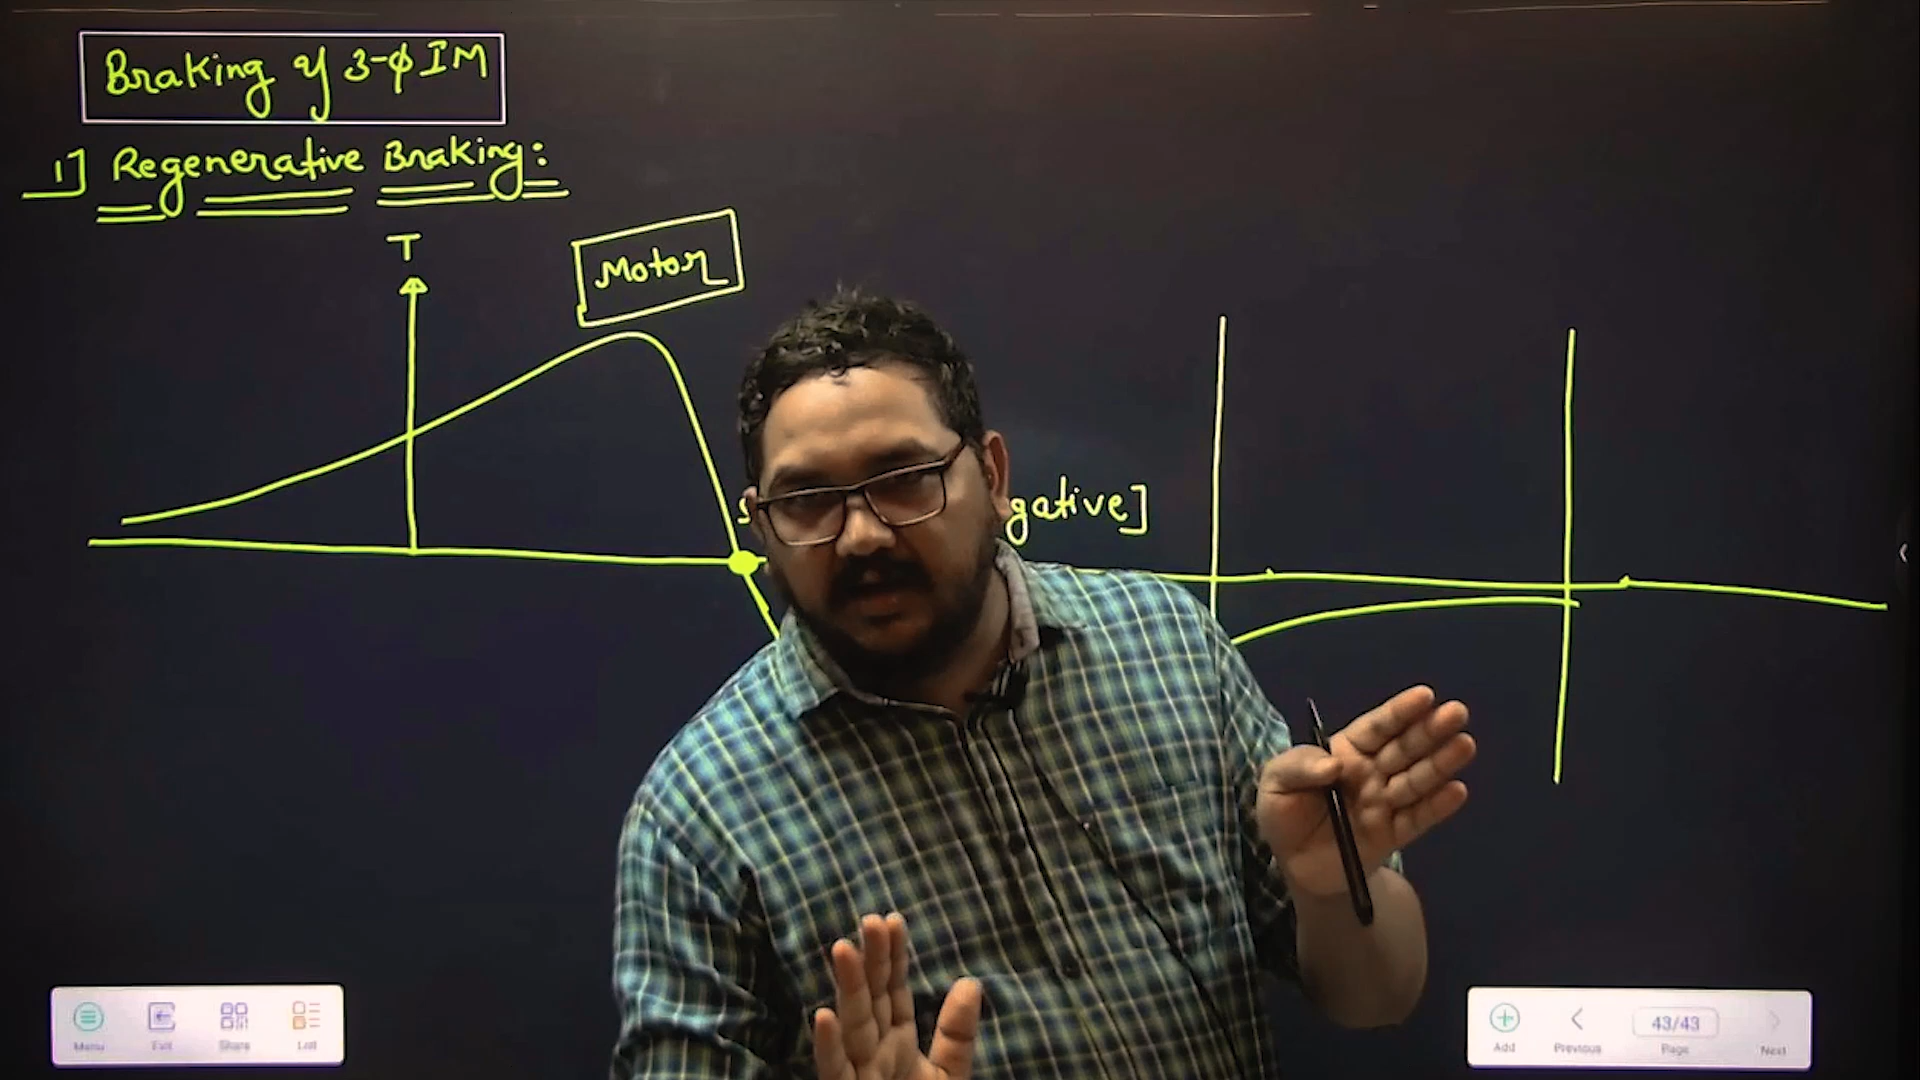 Braking of 3-ϕ IM
1] Regenerative Braking:
T
Motor
gative]
Menu Exit Share List
Add Previous 43/43 Page Next